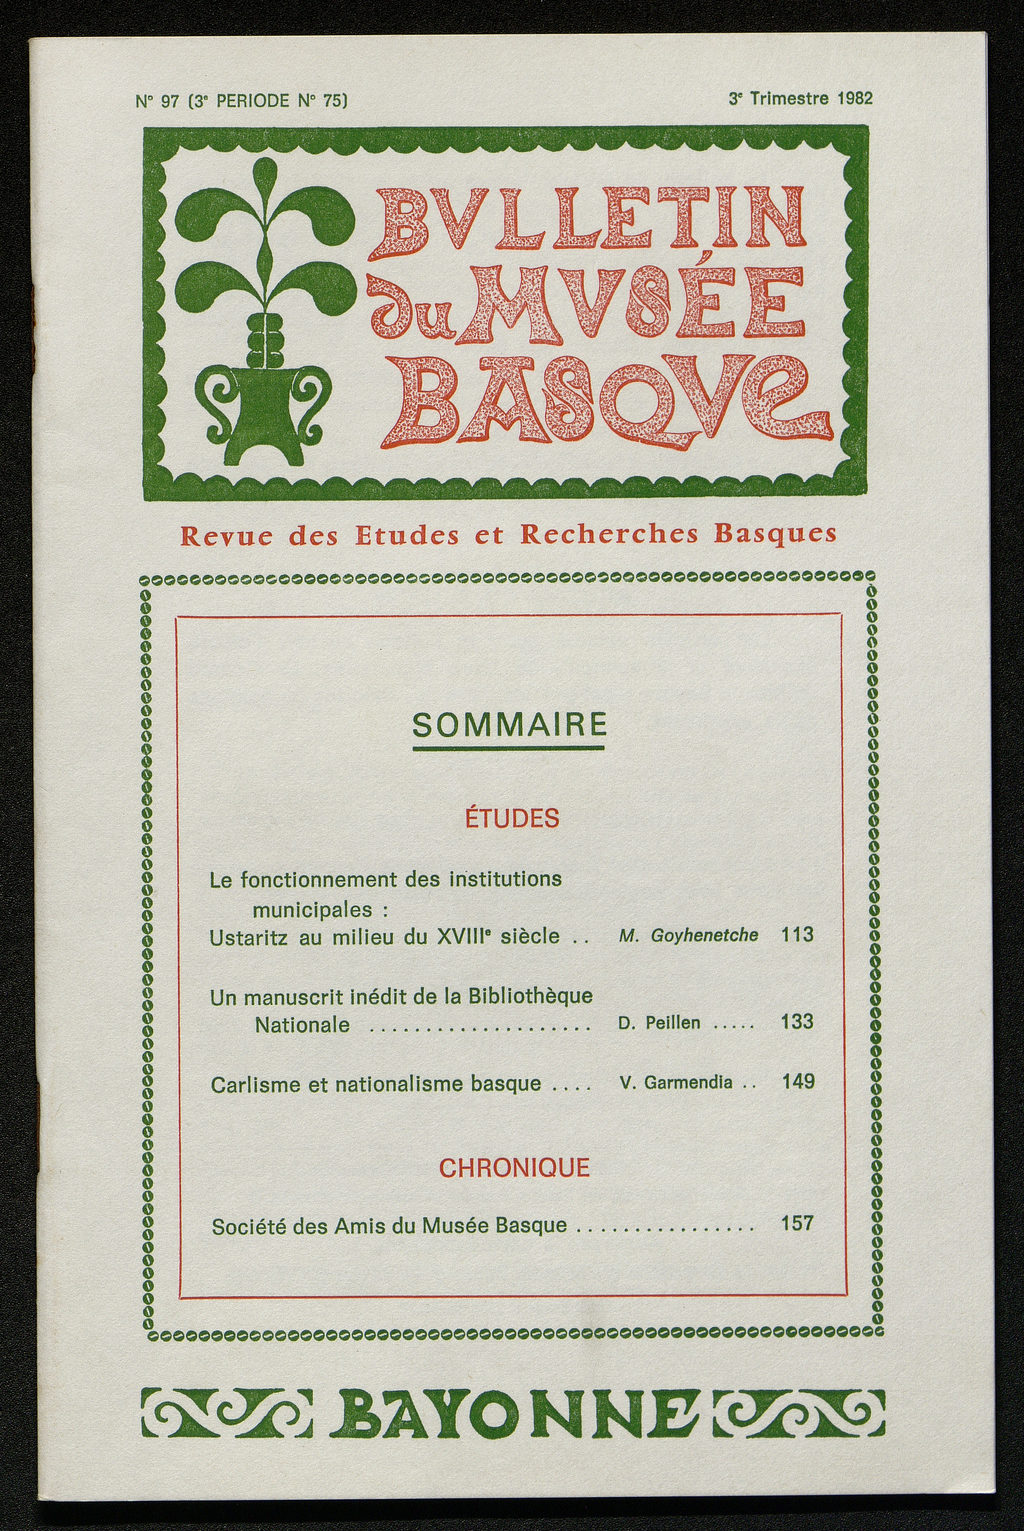 N° 97 (3e PERIODE N° 75)
3e Trimestre 1982
BVLLETIN
du MVSÉE
BASQVe
Revue des Etudes et Recherches Basques
SOMMAIRE
ÉTUDES
Le fonctionnement des institutions
municipales :
Ustaritz au milieu du XVIIIe siècle .. M. Goyhenetche 113
Un manuscrit inédit de la Bibliothèque
Nationale .................... D. Peillen ..... 133
Carlisme et nationalisme basque .... V. Garmendia .. 149
CHRONIQUE
Société des Amis du Musée Basque ................ 157
BAYONNE